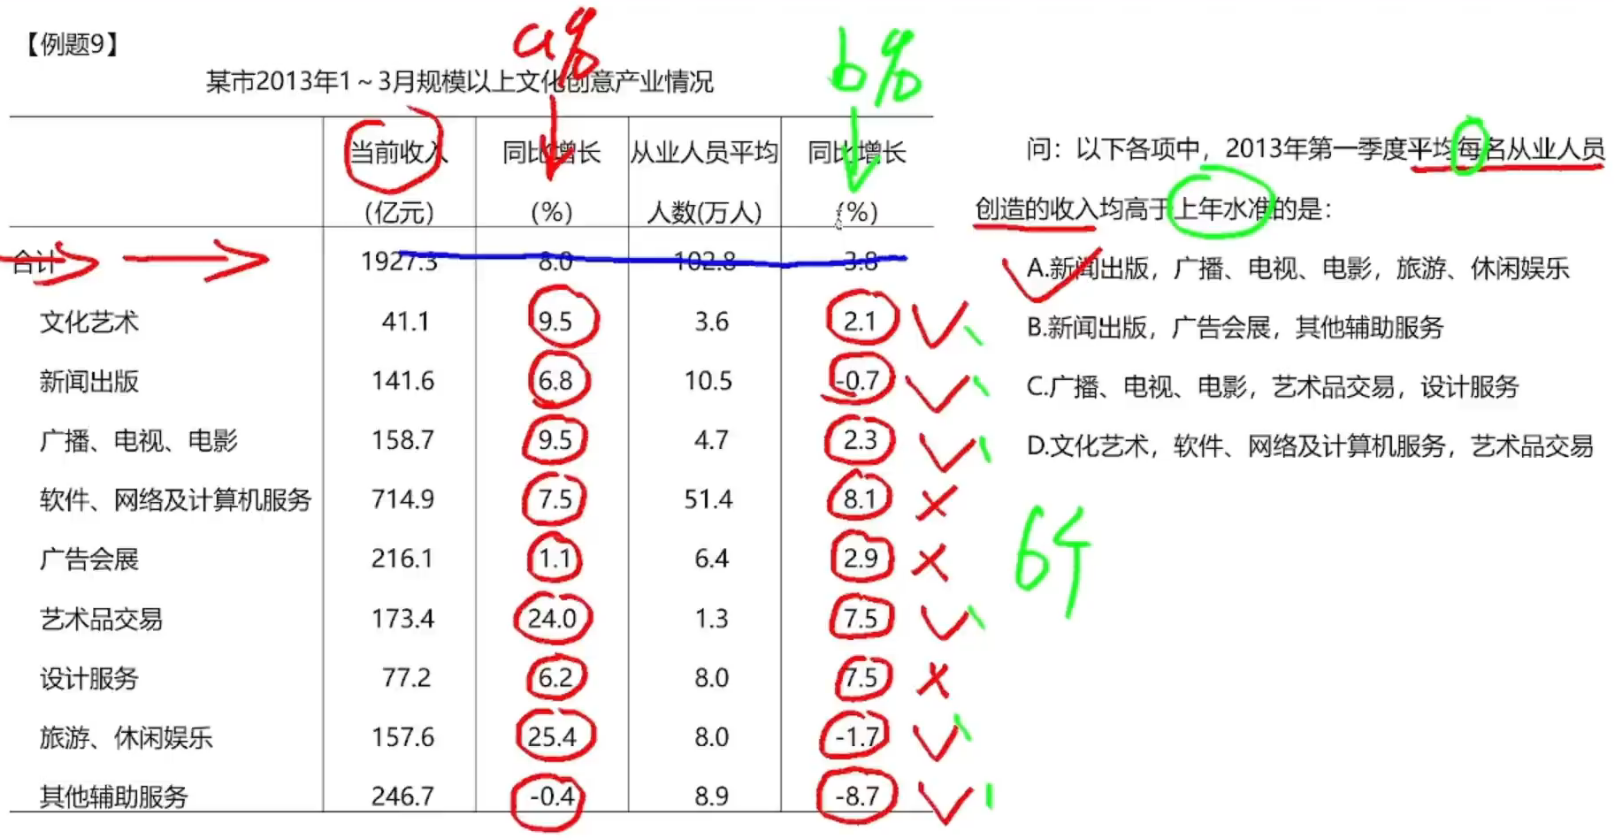 【例题9】
a%
b%
某市2013年1～3月规模以上文化创意产业情况
当前收入 同比增长 从业人员平均 同比增长
(亿元) (%) 人数(万人) (%)
合计 1927.3 8.0 102.8 3.8
文化艺术 41.1 9.5 3.6 2.1
新闻出版 141.6 6.8 10.5 -0.7
广播、电视、电影 158.7 9.5 4.7 2.3
软件、网络及计算机服务 714.9 7.5 51.4 8.1
广告会展 216.1 1.1 6.4 2.9
艺术品交易 173.4 24.0 1.3 7.5
设计服务 77.2 6.2 8.0 7.5
旅游、休闲娱乐 157.6 25.4 8.0 -1.7
其他辅助服务 246.7 -0.4 8.9 -8.7
问：以下各项中，2013年第一季度平均每名从业人员
创造的收入均高于上年水准的是：
A.新闻出版，广播、电视、电影，旅游、休闲娱乐
B.新闻出版，广告会展，其他辅助服务
C.广播、电视、电影，艺术品交易，设计服务
D.文化艺术，软件、网络及计算机服务，艺术品交易
6个